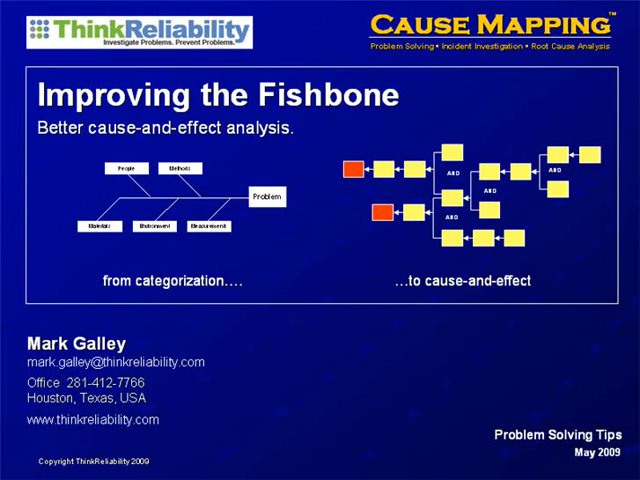 ThinkReliability
Investigate Problems. Prevent Problems.
CAUSE MAPPING™
Problem Solving • Incident Investigation • Root Cause Analysis
Improving the Fishbone
Better cause-and-effect analysis.
People
Methods
Problem
Materials
Environment
Measurement
AND
AND
AND
AND
from categorization….
…to cause-and-effect
Mark Galley
mark.galley@thinkreliability.com
Office 281-412-7766
Houston, Texas, USA
www.thinkreliability.com
Problem Solving Tips
May 2009
Copyright ThinkReliability 2009